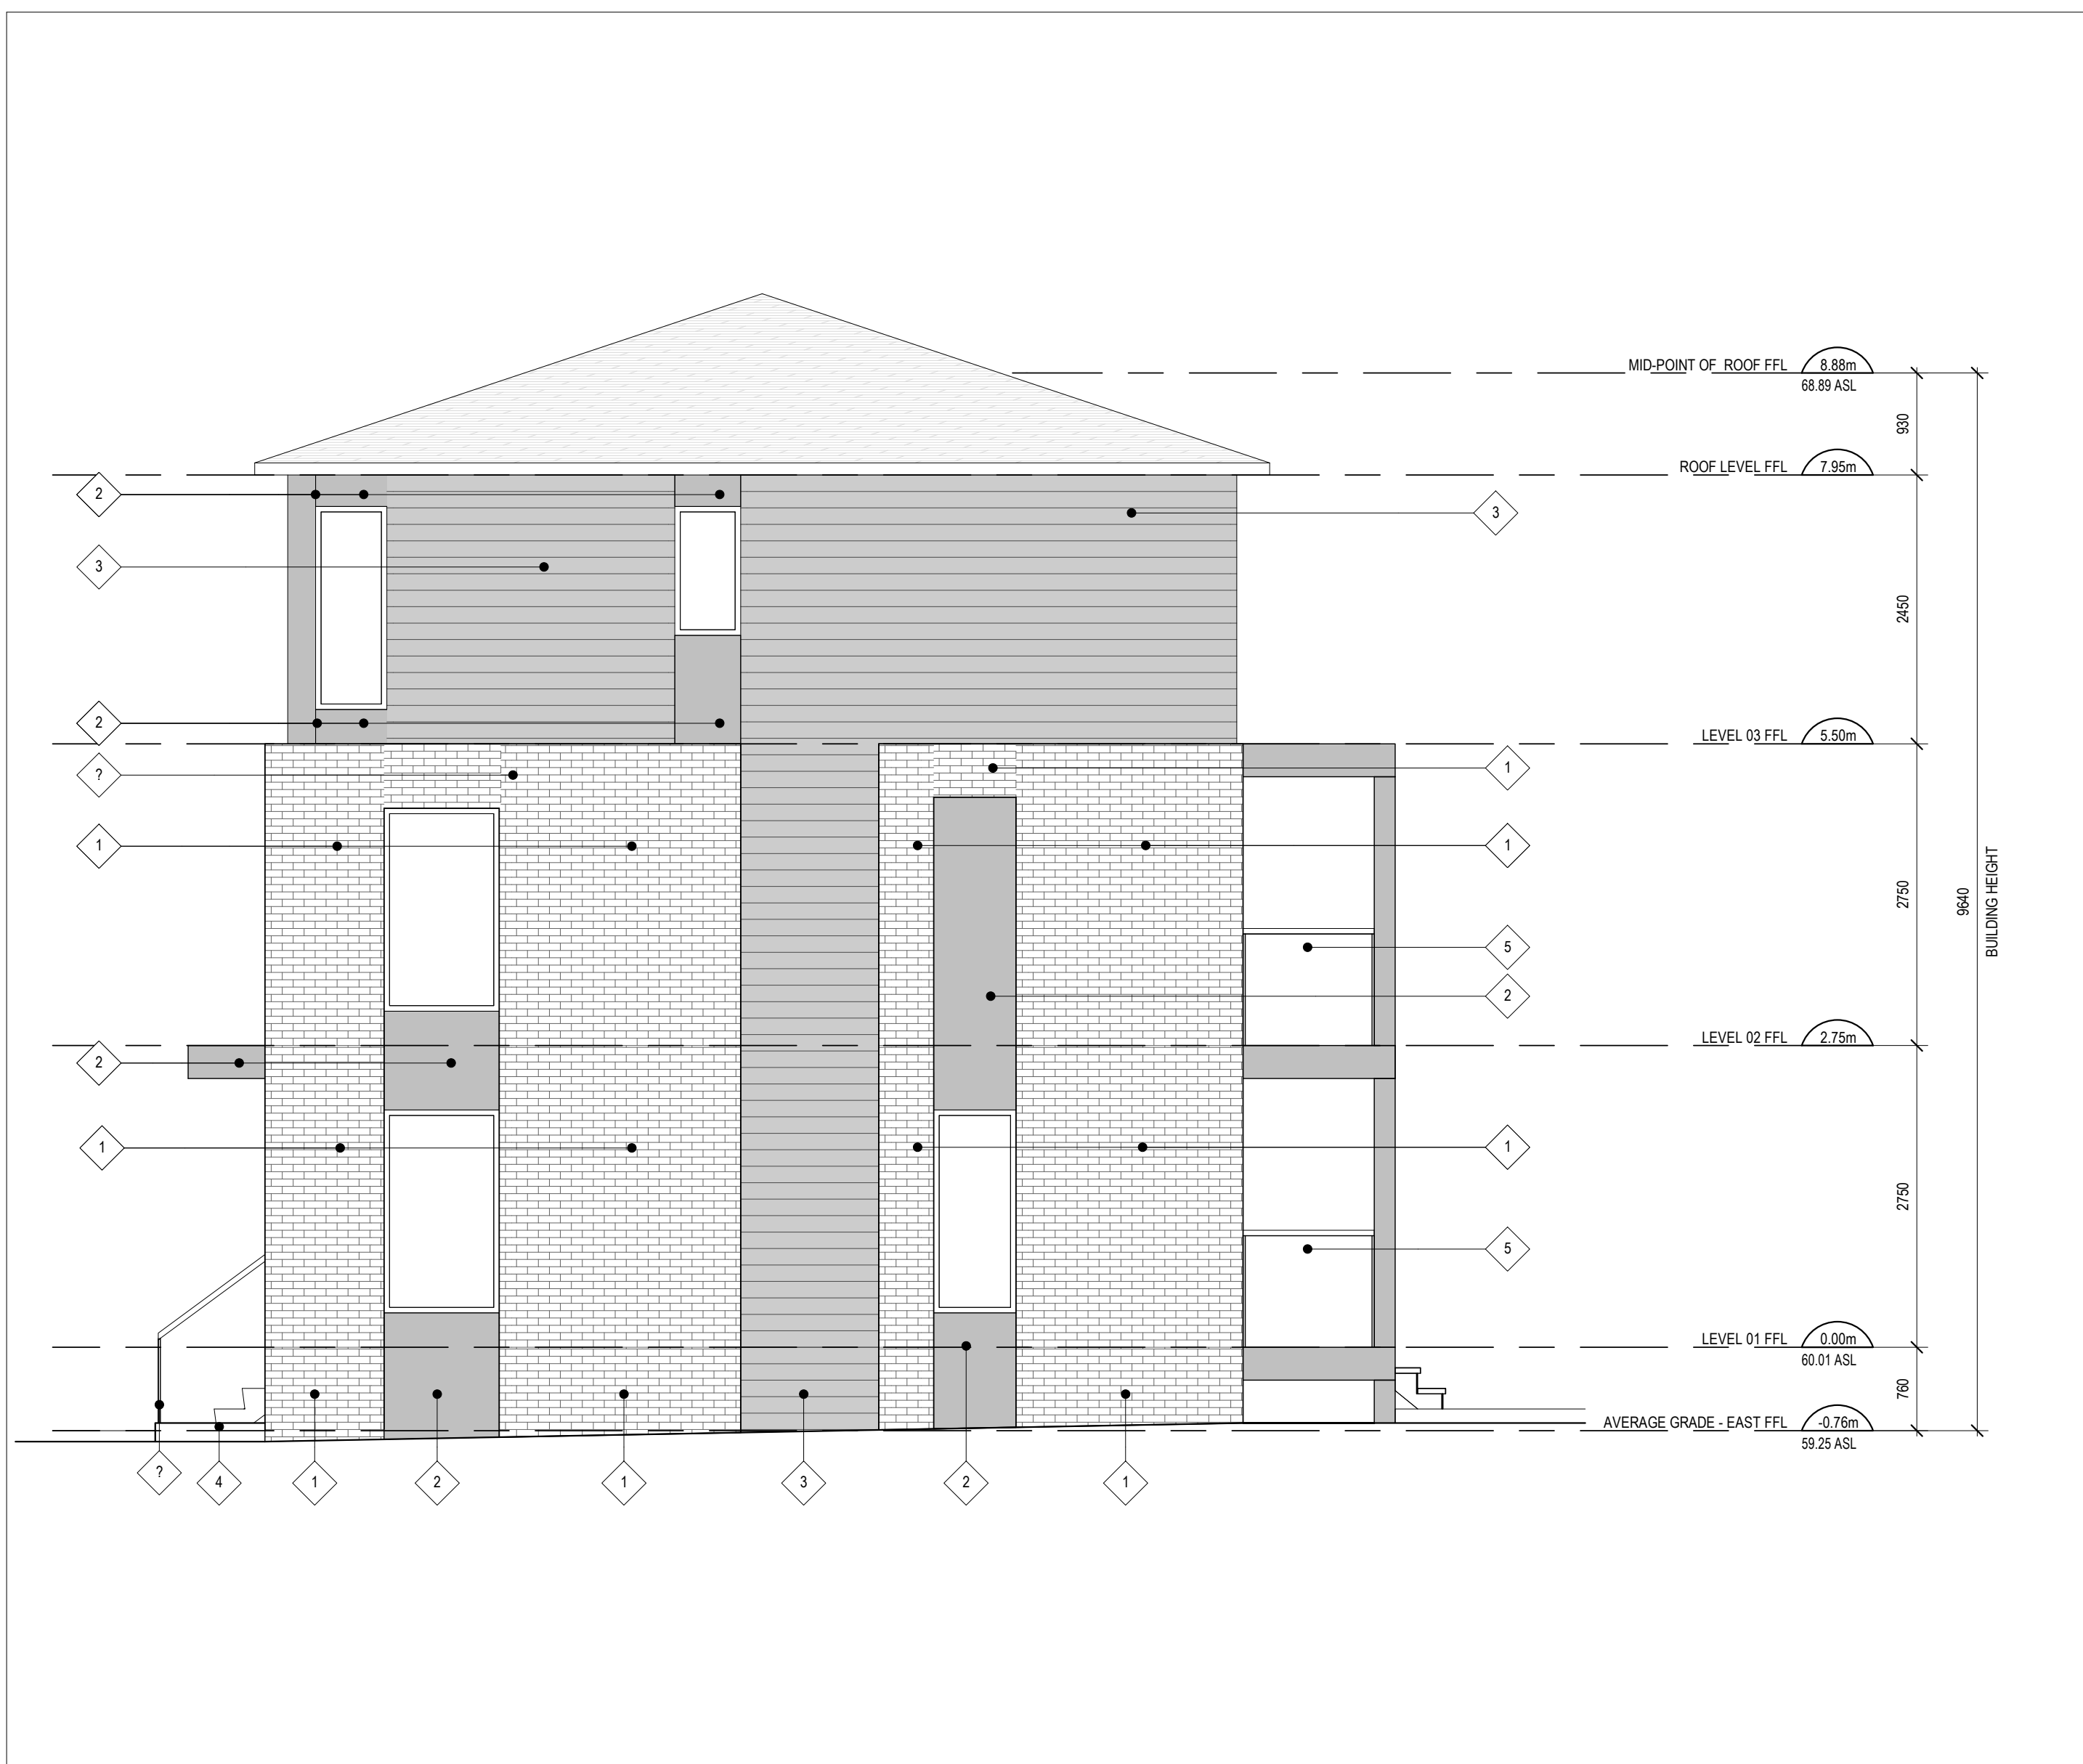 MID-POINT OF ROOF FFL 8.88m
68.89 ASL
930
ROOF LEVEL FFL 7.95m
2
3
3
2450
2
LEVEL 03 FFL 5.50m
?
1
1
1
2750
9640
BUILDING HEIGHT
5
2
LEVEL 02 FFL 2.75m
2
1
1
2750
5
LEVEL 01 FFL 0.00m
60.01 ASL
760
AVERAGE GRADE - EAST FFL -0.76m
59.25 ASL
? 4 1 2 1 3 2 1